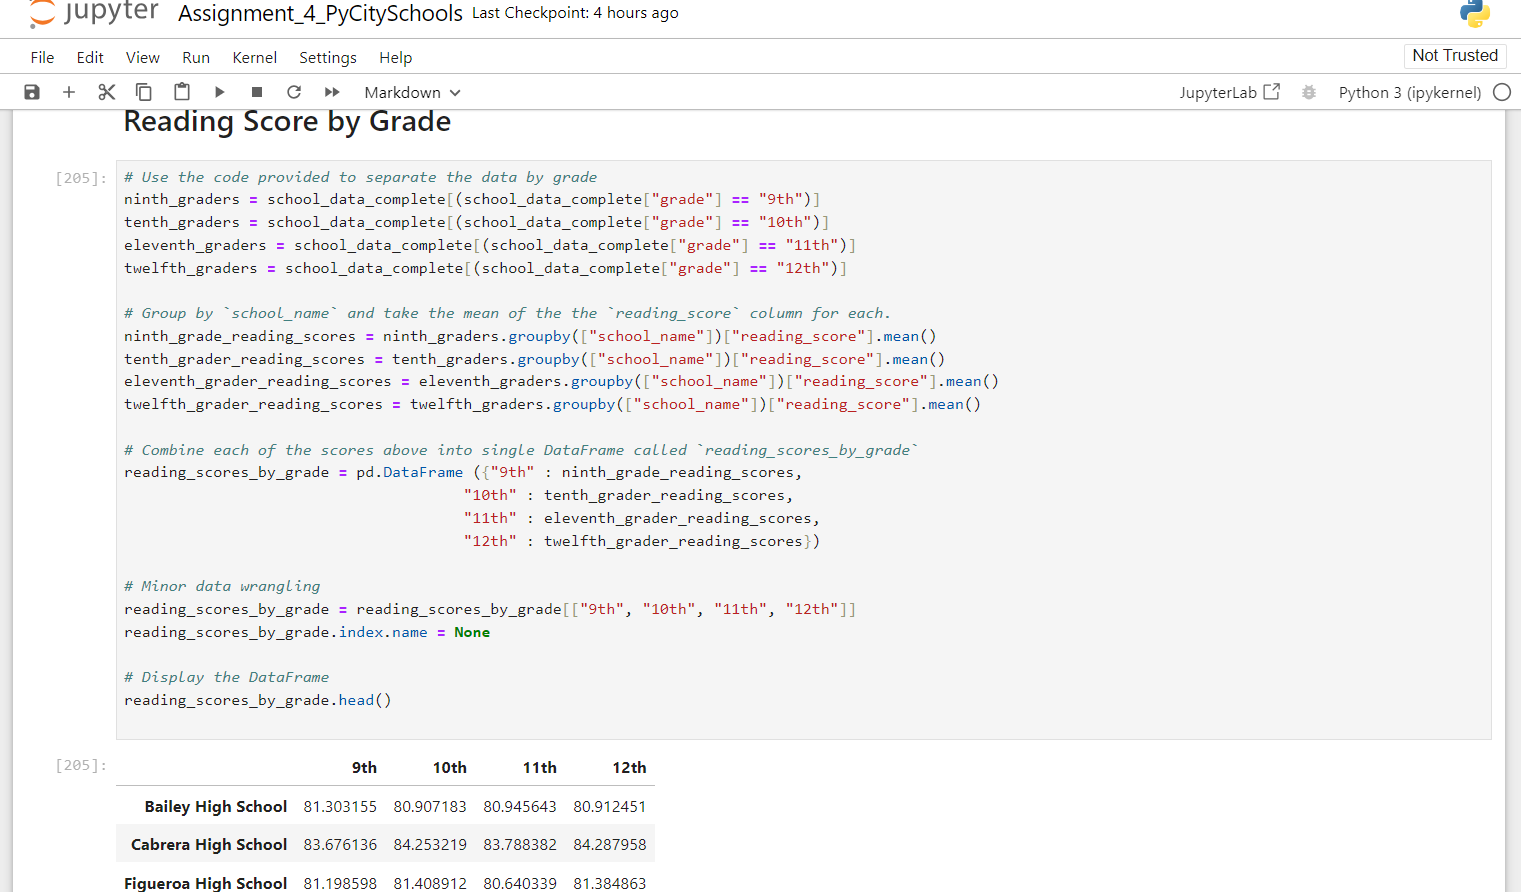 jupyter Assignment_4_PyCitySchools Last Checkpoint: 4 hours ago
File Edit View Run Kernel Settings Help Not Trusted
Markdown JupyterLab Python 3 (ipykernel)
Reading Score by Grade
[205]:
# Use the code provided to separate the data by grade
ninth_graders = school_data_complete[(school_data_complete["grade"] == "9th")]
tenth_graders = school_data_complete[(school_data_complete["grade"] == "10th")]
eleventh_graders = school_data_complete[(school_data_complete["grade"] == "11th")]
twelfth_graders = school_data_complete[(school_data_complete["grade"] == "12th")]
# Group by `school_name` and take the mean of the the `reading_score` column for each.
ninth_grade_reading_scores = ninth_graders.groupby(["school_name"])["reading_score"].mean()
tenth_grader_reading_scores = tenth_graders.groupby(["school_name"])["reading_score"].mean()
eleventh_grader_reading_scores = eleventh_graders.groupby(["school_name"])["reading_score"].mean()
twelfth_grader_reading_scores = twelfth_graders.groupby(["school_name"])["reading_score"].mean()
# Combine each of the scores above into single DataFrame called `reading_scores_by_grade`
reading_scores_by_grade = pd.DataFrame ({"9th" : ninth_grade_reading_scores,
"10th" : tenth_grader_reading_scores,
"11th" : eleventh_grader_reading_scores,
"12th" : twelfth_grader_reading_scores})
# Minor data wrangling
reading_scores_by_grade = reading_scores_by_grade[["9th", "10th", "11th", "12th"]]
reading_scores_by_grade.index.name = None
# Display the DataFrame
reading_scores_by_grade.head()
[205]:
9th 10th 11th 12th
Bailey High School 81.303155 80.907183 80.945643 80.912451
Cabrera High School 83.676136 84.253219 83.788382 84.287958
Figueroa High School 81.198598 81.408912 80.640339 81.384863